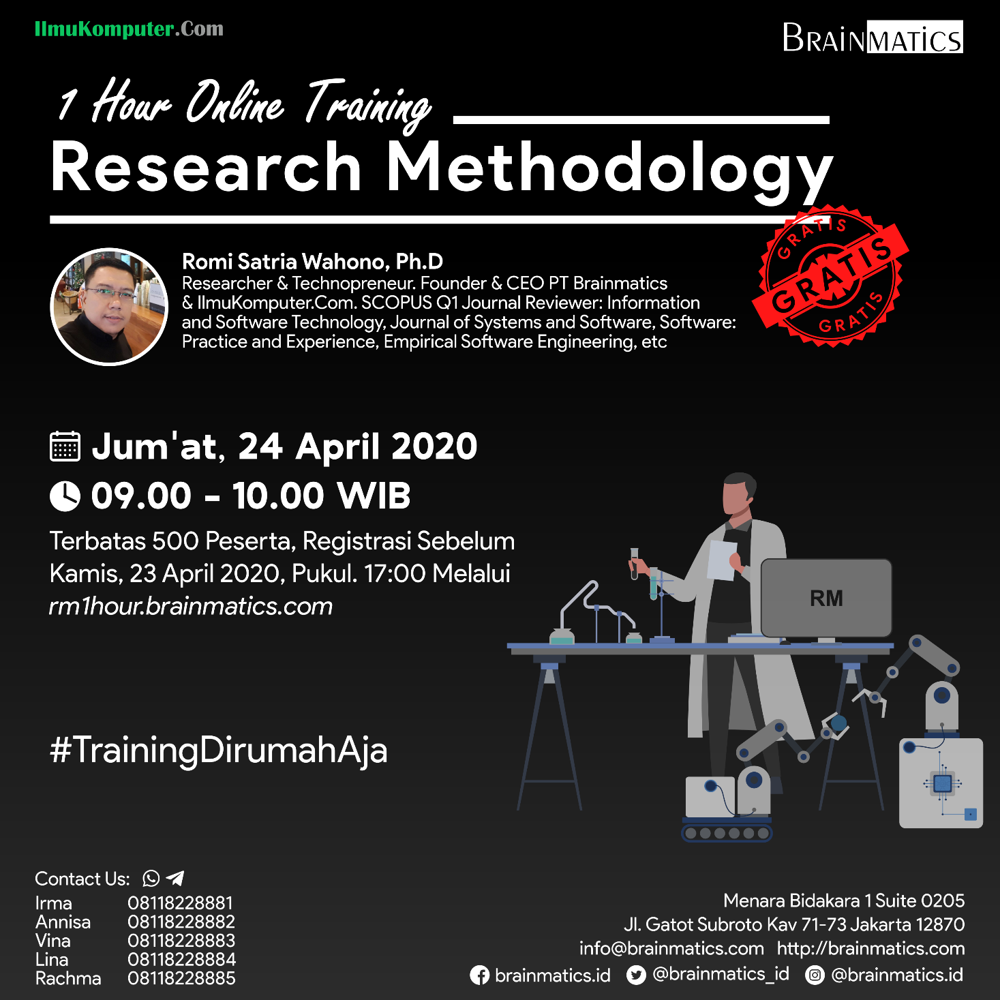 IlmuKomputer.Com
BRAINMATICS
1 Hour Online Training
Research Methodology
GRATIS
GRATIS
GRATIS
Romi Satria Wahono, Ph.D
Researcher & Technopreneur. Founder & CEO PT Brainmatics
& IlmuKomputer.Com. SCOPUS Q1 Journal Reviewer: Information
and Software Technology, Journal of Systems and Software, Software:
Practice and Experience, Empirical Software Engineering, etc
Jum'at, 24 April 2020
09.00 - 10.00 WIB
Terbatas 500 Peserta, Registrasi Sebelum
Kamis, 23 April 2020, Pukul. 17:00 Melalui
rm1hour.brainmatics.com
RM
#TrainingDirumahAja
Contact Us:
Irma 08118228881
Annisa 08118228882
Vina 08118228883
Lina 08118228884
Rachma 08118228885
Menara Bidakara 1 Suite 0205
Jl. Gatot Subroto Kav 71-73 Jakarta 12870
info@brainmatics.com http://brainmatics.com
brainmatics.id @brainmatics_id @brainmatics.id